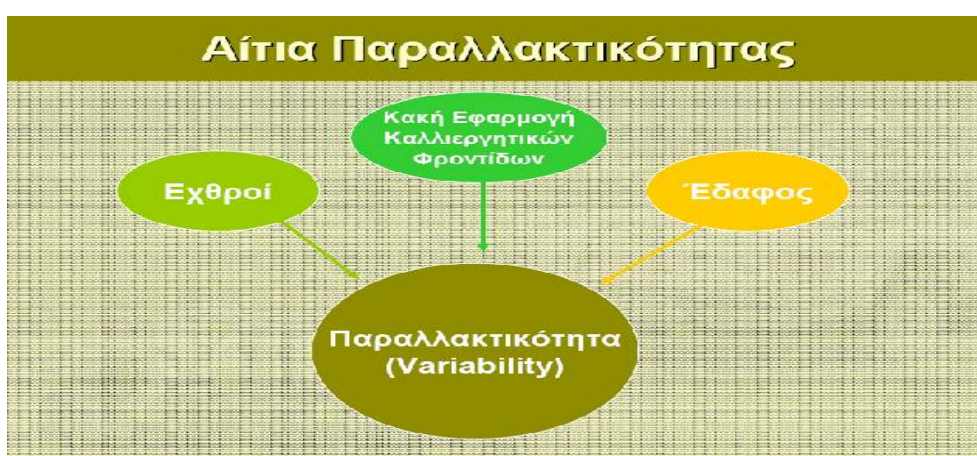 Αίτια Παραλλακτικότητας
Κακή Εφαρμογή
Καλλιεργητικών
Φροντίδων
Εχθροί
Έδαφος
Παραλλακτικότητα
(Variability)